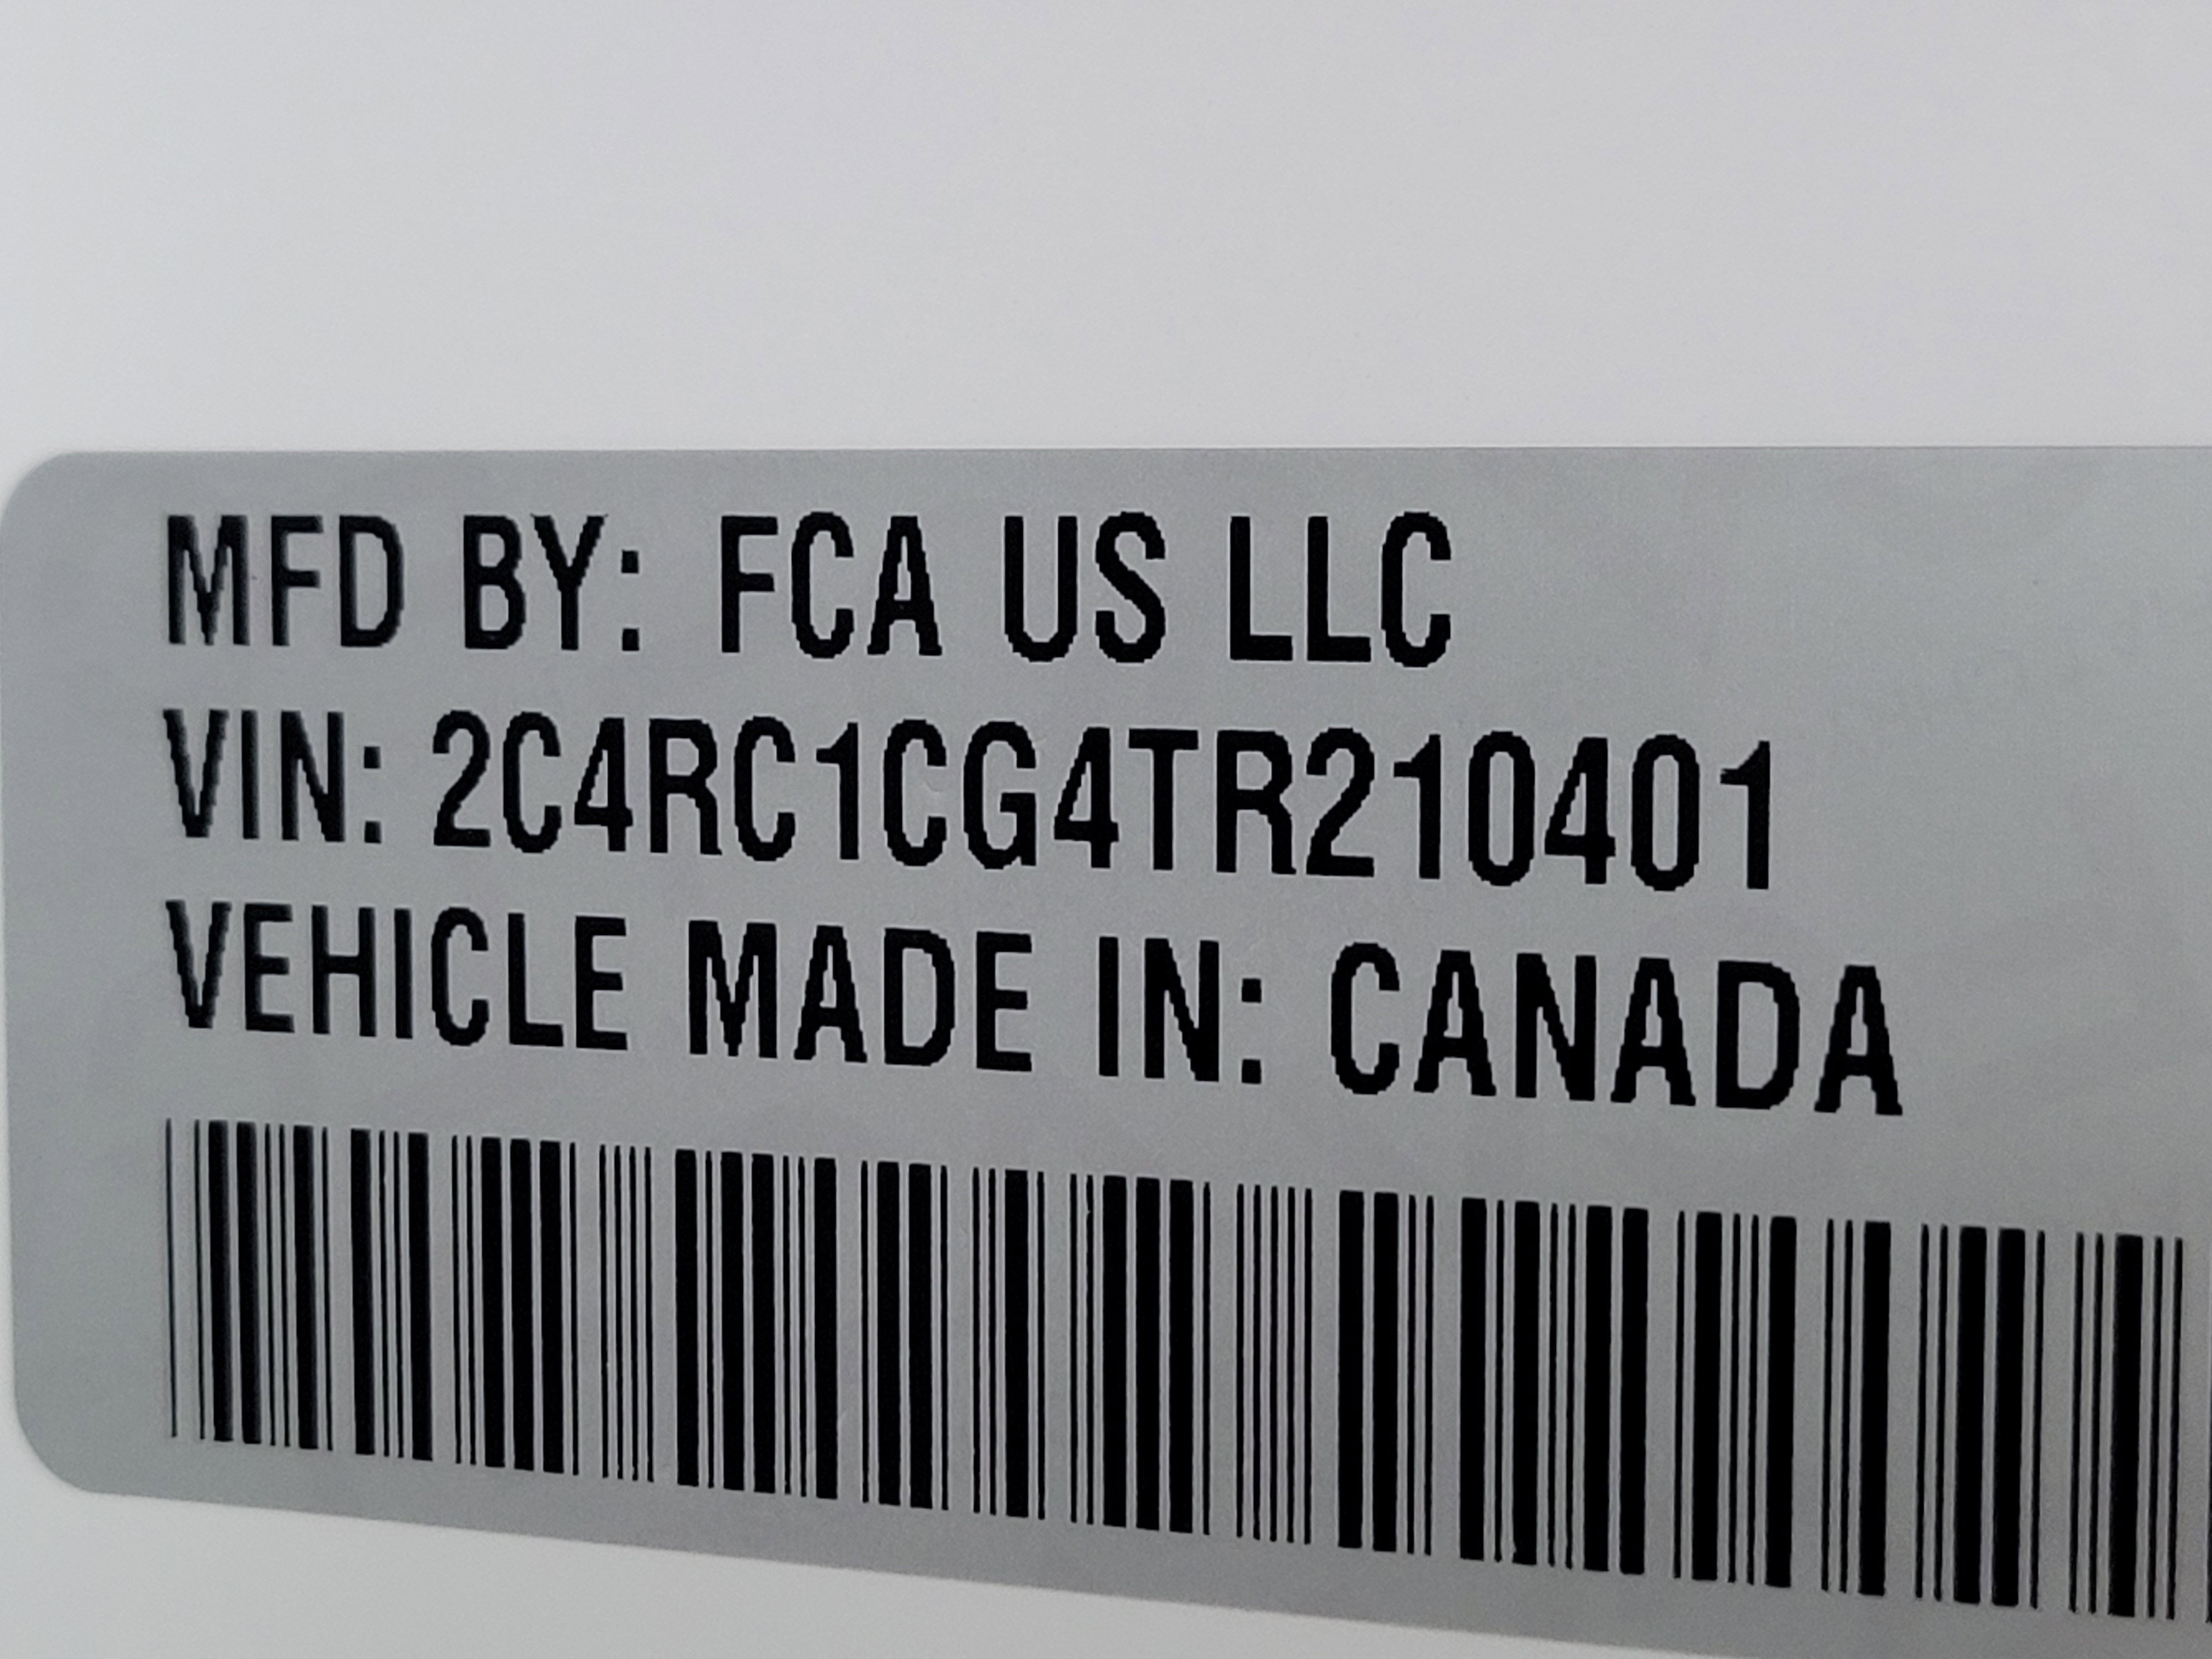 MFD BY: FCA US LLC
VIN: 2C4RC1CG4TR210401
VEHICLE MADE IN: CANADA